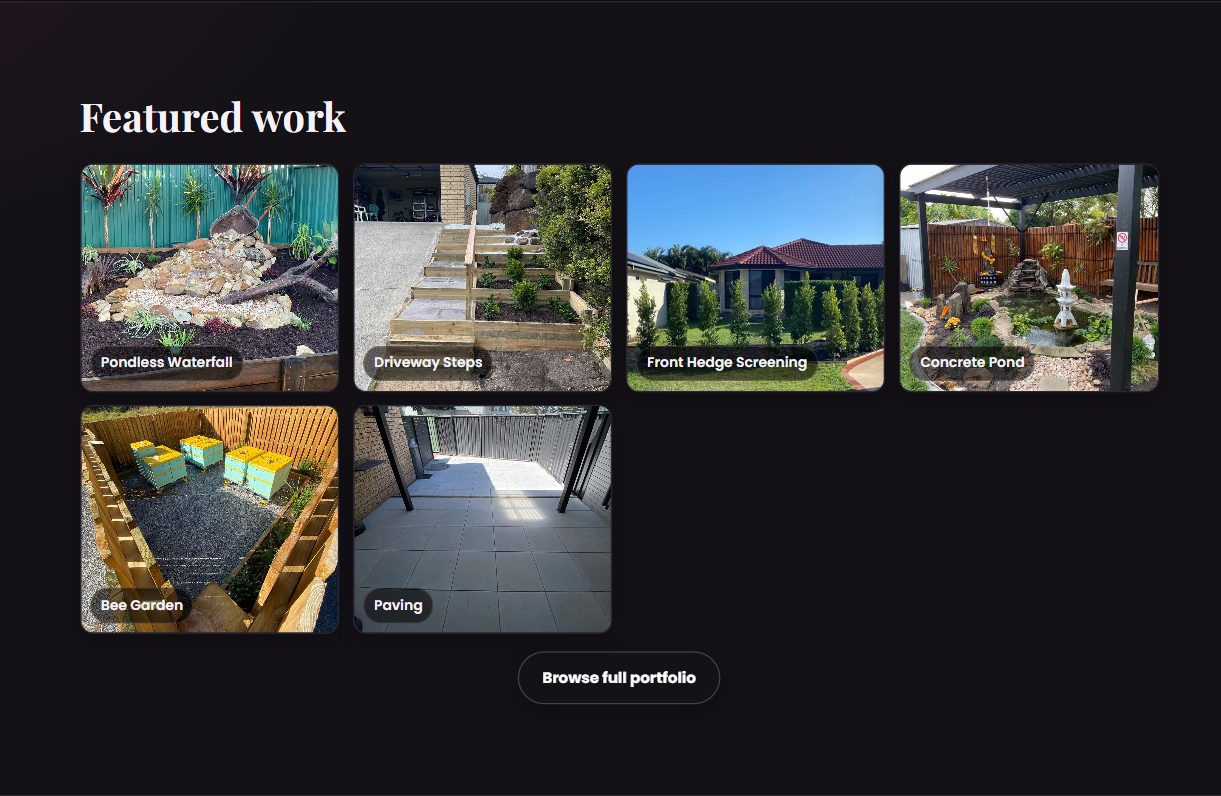 Featured work
Pondless Waterfall
Driveway Steps
Front Hedge Screening
Concrete Pond
Bee Garden
Paving
Browse full portfolio